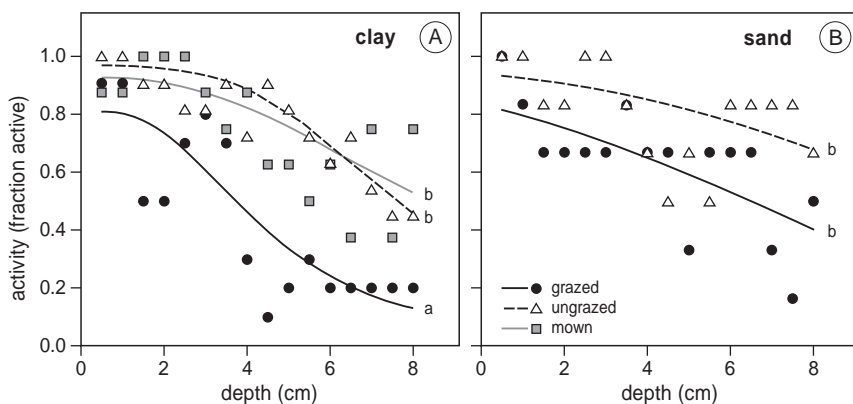 clay A
sand B
activity (fraction active)
1.0
0.8
0.6
0.4
0.2
0.0
b
b
a
b
b
grazed
ungrazed
mown
0 2 4 6 8
0 2 4 6 8
depth (cm)
depth (cm)